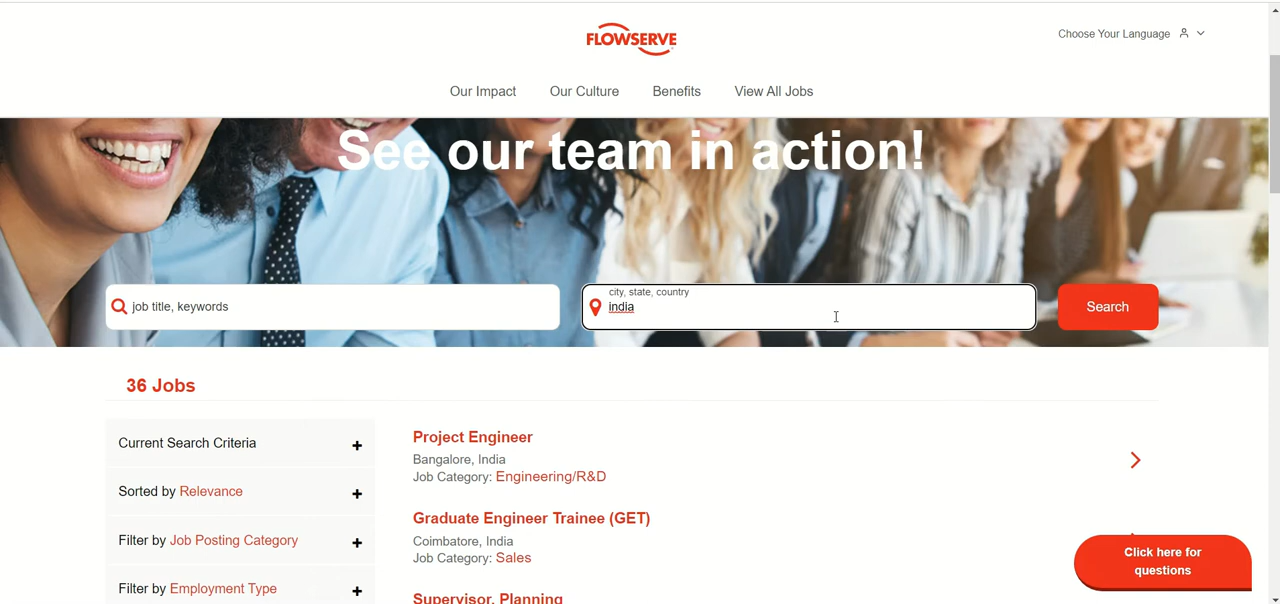 FLOWSERVE
Choose Your Language
Our Impact Our Culture Benefits View All Jobs
See our team in action!
job title, keywords
city, state, country
india
Search
36 Jobs
Current Search Criteria
Sorted by Relevance
Filter by Job Posting Category
Filter by Employment Type
Project Engineer
Bangalore, India
Job Category: Engineering/R&D
Graduate Engineer Trainee (GET)
Coimbatore, India
Job Category: Sales
Supervisor, Planning
Click here for
questions